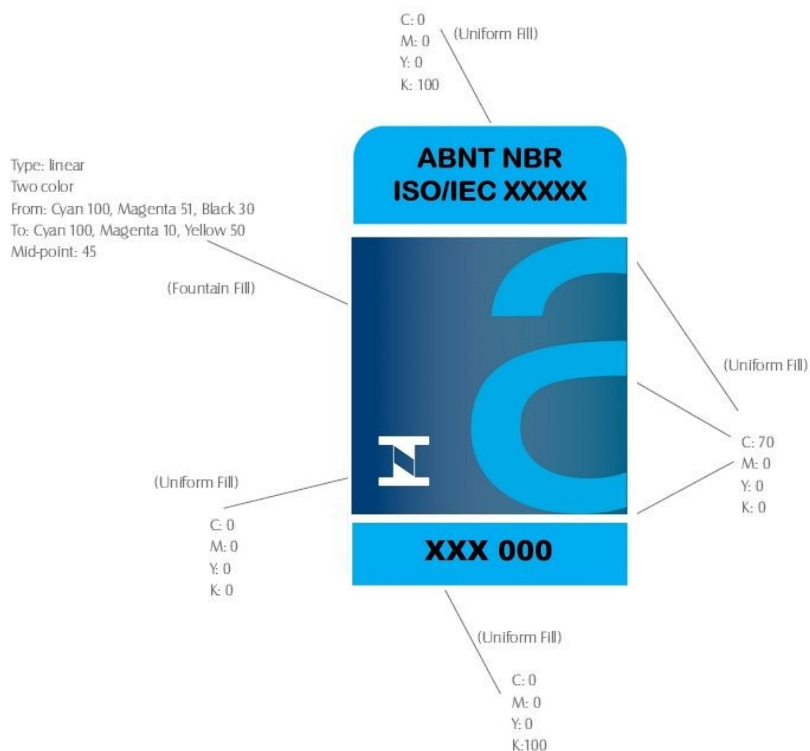 C: 0
M: 0
Y: 0
K: 100
(Uniform Fill)
ABNT NBR
ISO/IEC XXXXX
Type: linear
Two color
From: Cyan 100, Magenta 51, Black 30
To: Cyan 100, Magenta 10, Yellow 50
Mid-point: 45
(Fountain Fill)
a
(Uniform Fill)
C: 70
M: 0
Y: 0
K: 0
(Uniform Fill)
C: 0
M: 0
Y: 0
K: 0
XXX 000
(Uniform Fill)
C: 0
M: 0
Y: 0
K:100